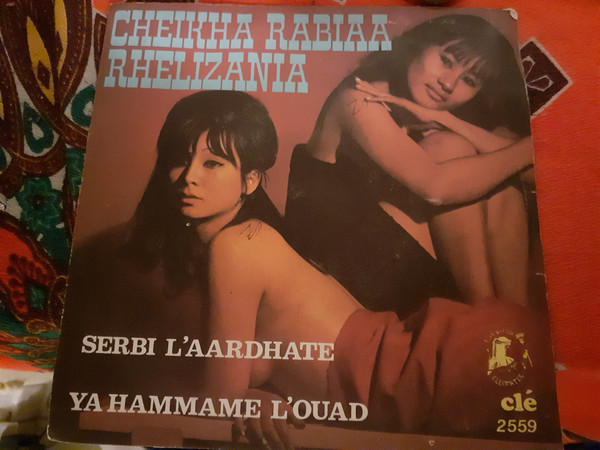 CHEIKHA RABIAA
RHELIZANIA
SERBI L'AARDHATE
YA HAMMAME L'OUAD
clé
2559